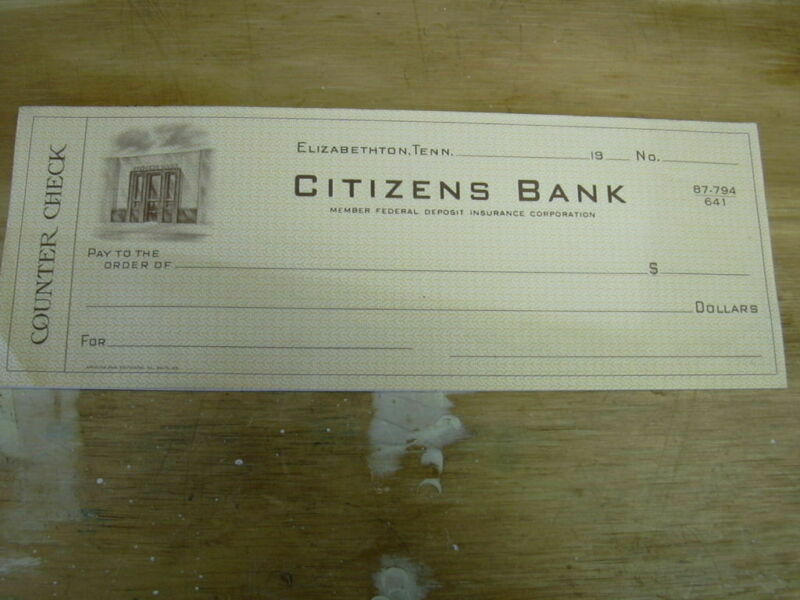 COUNTER CHECK
ELIZABETHTON, TENN. 19 NO.
CITIZENS BANK
MEMBER FEDERAL DEPOSIT INSURANCE CORPORATION
87-794
641
PAY TO THE
ORDER OF $
DOLLARS
FOR